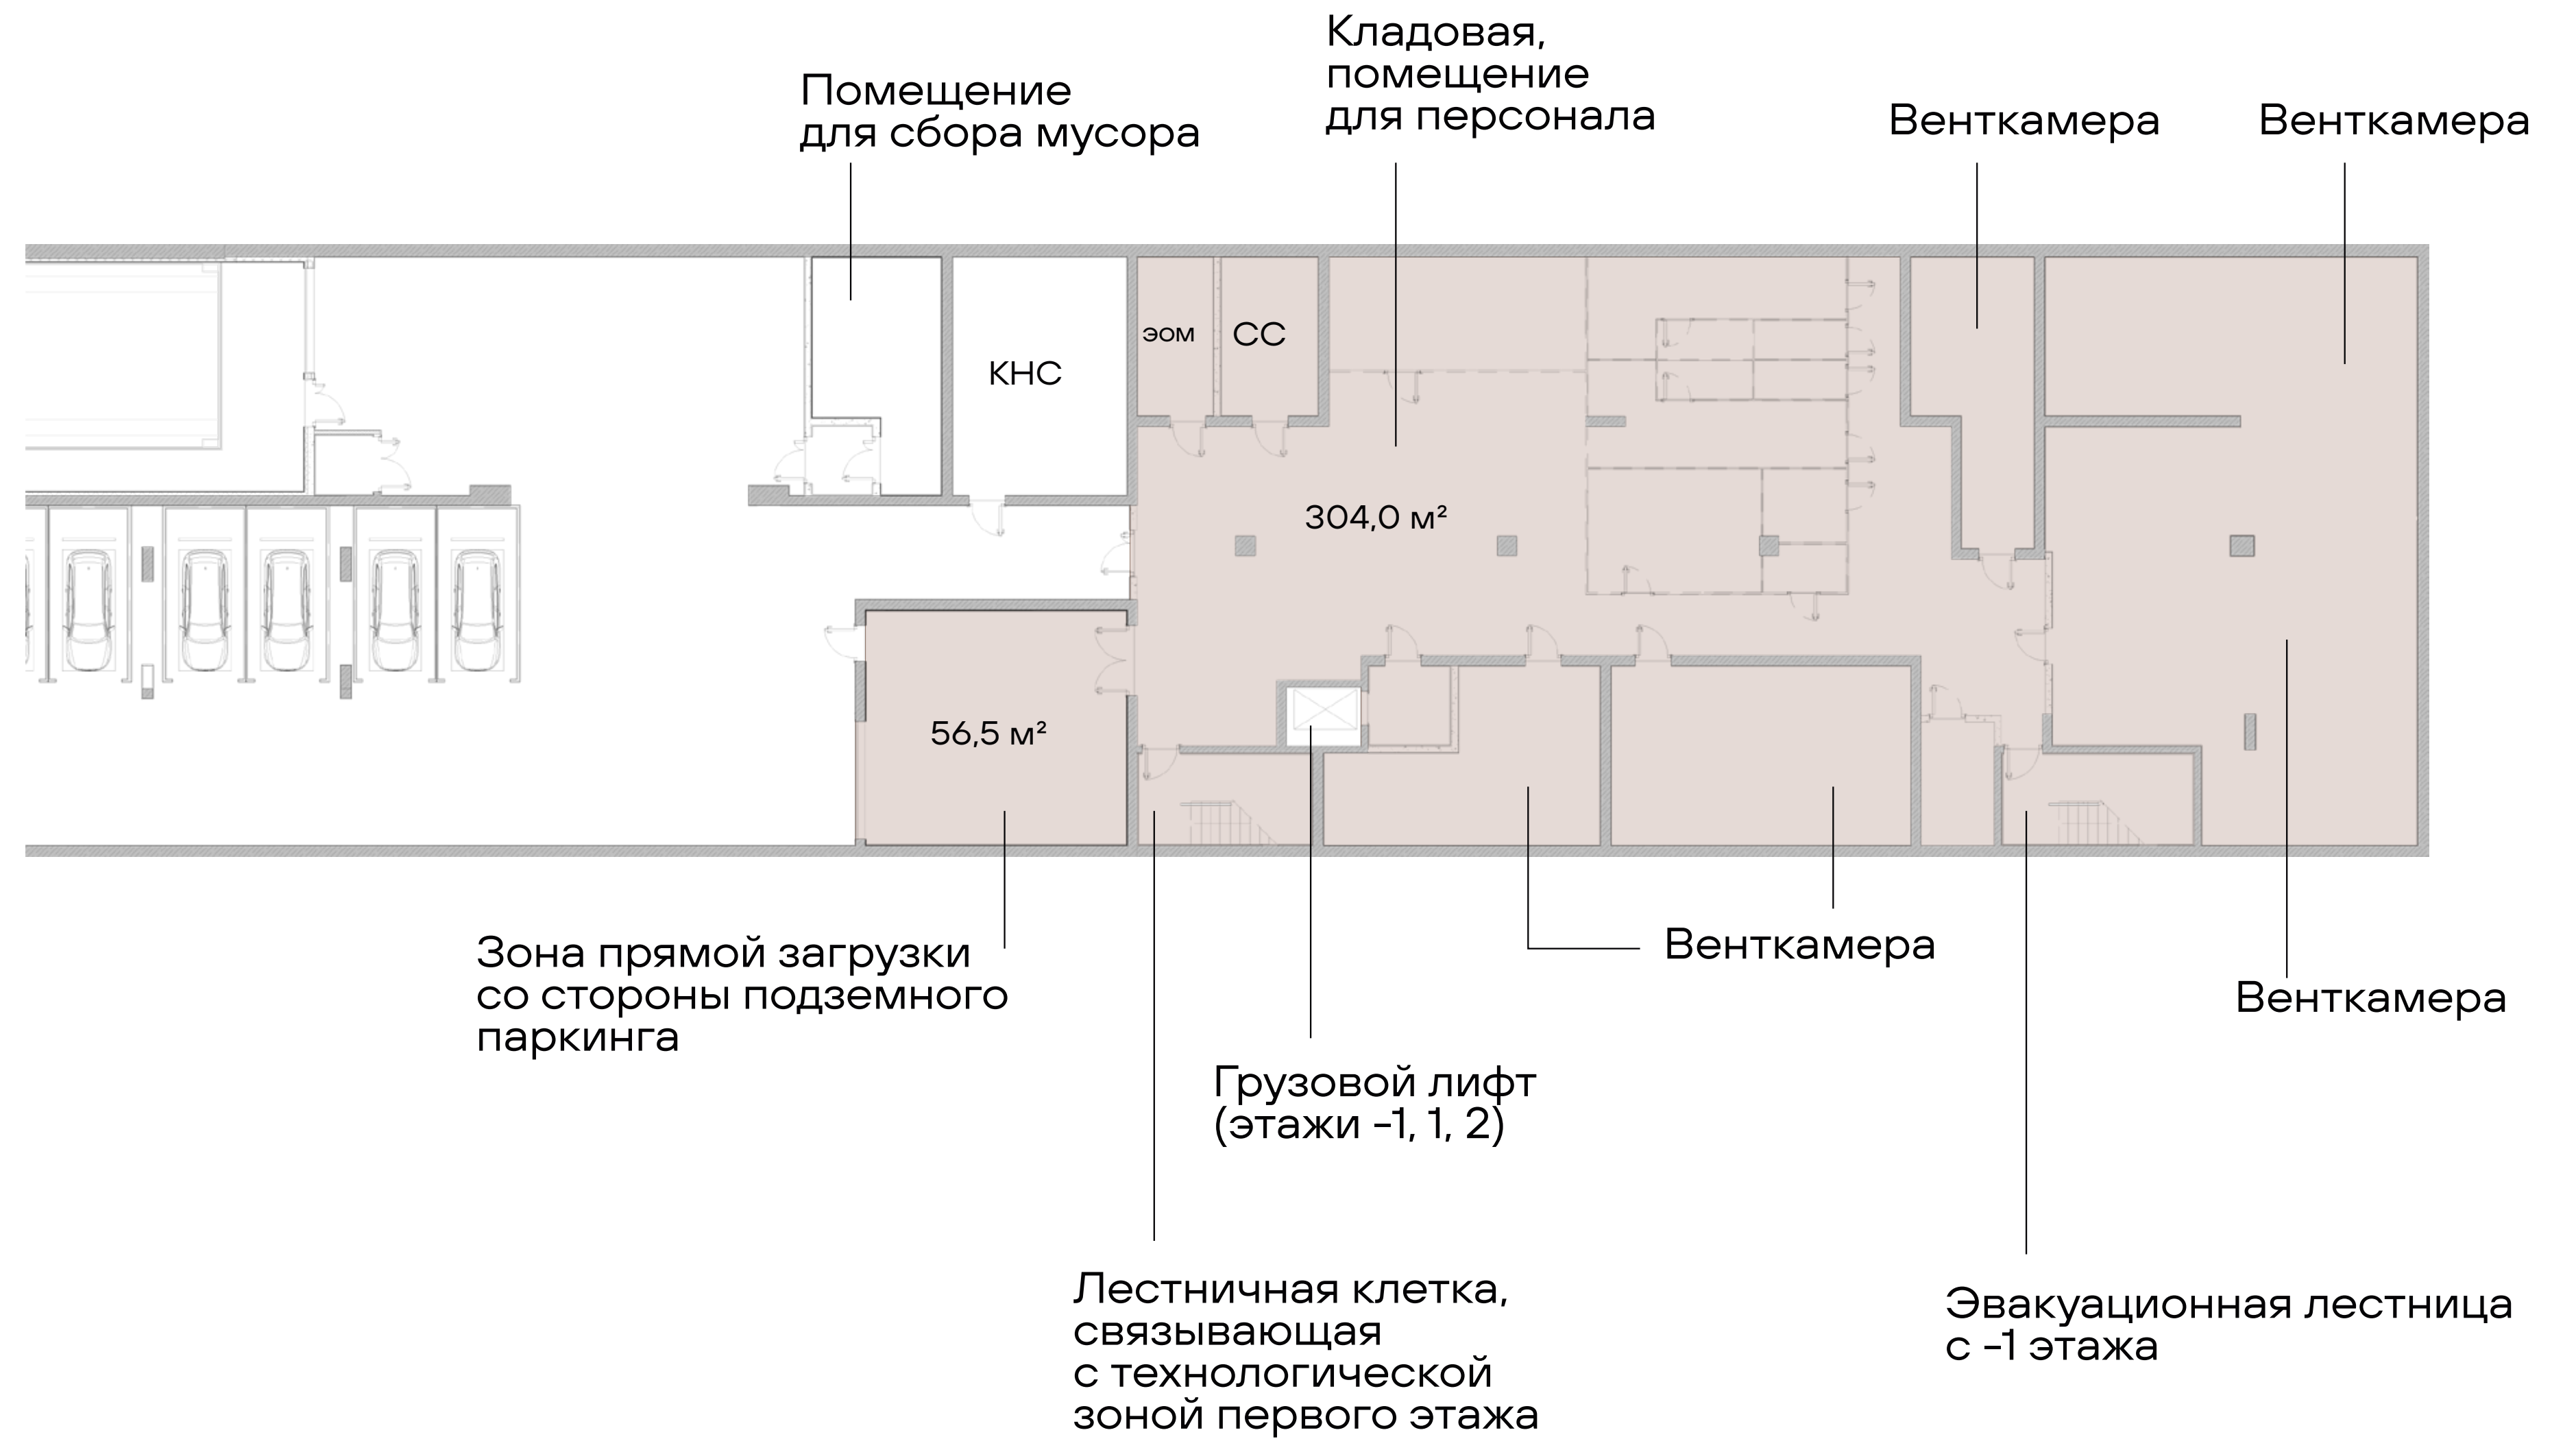 Кладовая,
помещение
для персонала
Помещение
для сбора мусора
Венткамера
Венткамера
ЭОМ
СС
КНС
304,0 м²
56,5 м²
Зона прямой загрузки
со стороны подземного
паркинга
Венткамера
Венткамера
Грузовой лифт
(этажи -1, 1, 2)
Лестничная клетка,
связывающая
с технологической
зоной первого этажа
Эвакуационная лестница
с -1 этажа